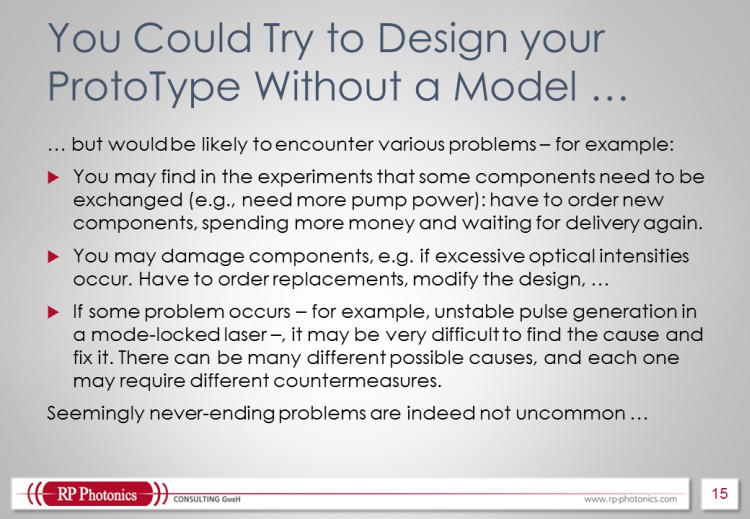 You Could Try to Design your
ProtoType Without a Model …
… but would be likely to encounter various problems – for example:
You may find in the experiments that some components need to be
exchanged (e.g., need more pump power): have to order new
components, spending more money and waiting for delivery again.
You may damage components, e.g. if excessive optical intensities
occur. Have to order replacements, modify the design, …
If some problem occurs – for example, unstable pulse generation in
a mode-locked laser –, it may be very difficult to find the cause and
fix it. There can be many different possible causes, and each one
may require different countermeasures.
Seemingly never-ending problems are indeed not uncommon …
RP Photonics CONSULTING GmbH www.rp-photonics.com 15